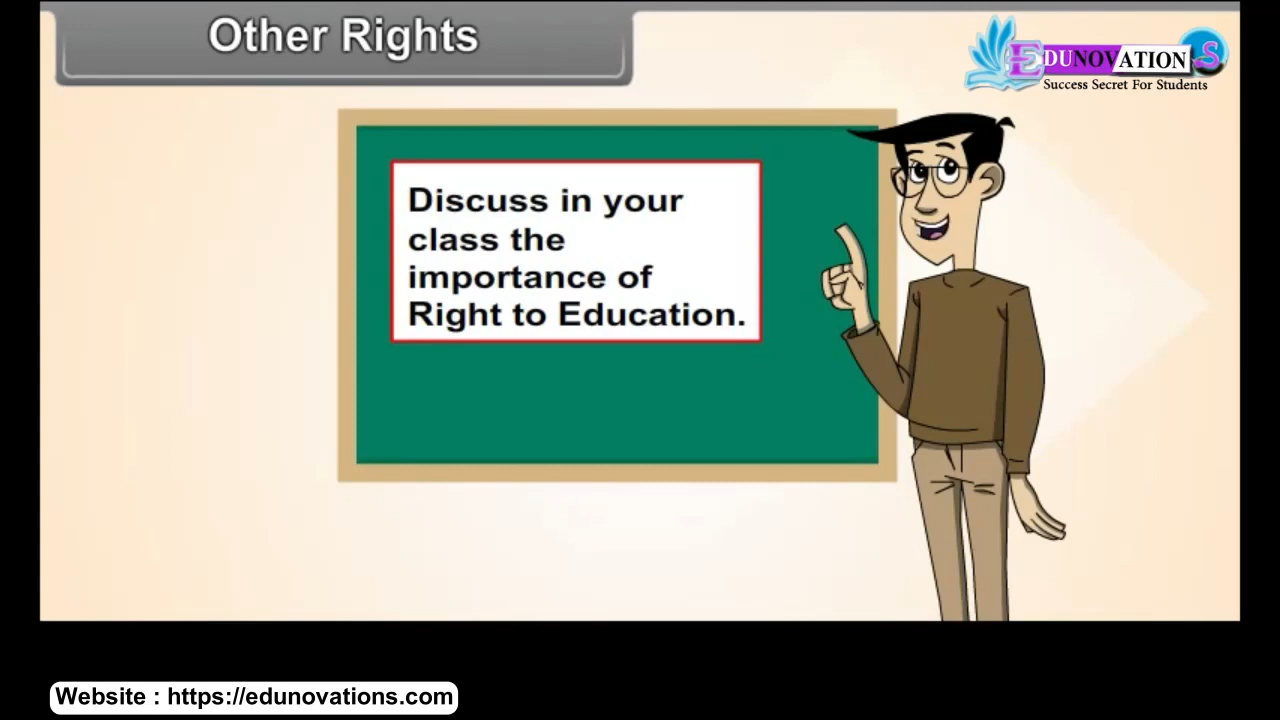 Other Rights
EDUNOVATION S
Success Secret For Students
Discuss in your
class the
importance of
Right to Education.
Website : https://edunovations.com